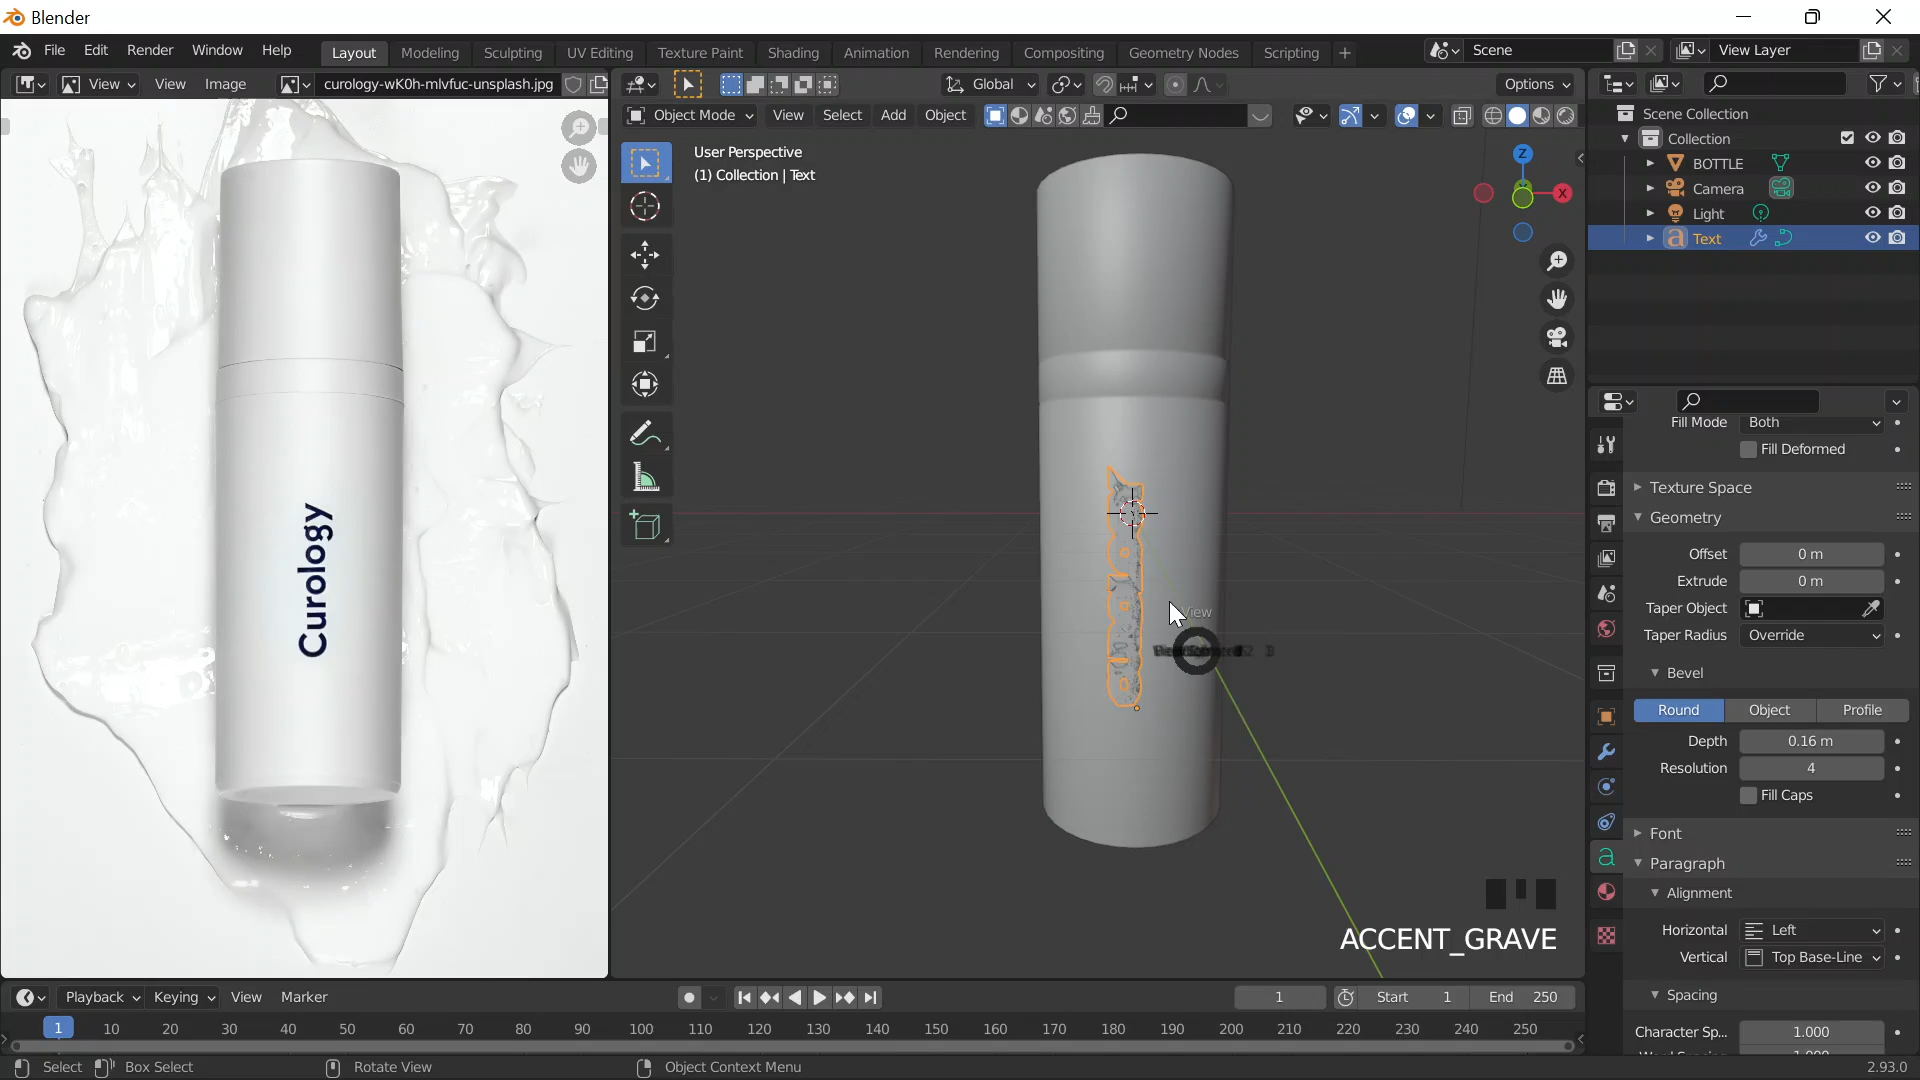 Blender
File Edit Render Window Help Layout Modeling Sculpting UV Editing Texture Paint Shading Animation Rendering Compositing Geometry Nodes Scripting + Scene View Layer
View View Image curology-wK0h-mlvfuc-unsplash.jpg Global Options
Object Mode View Select Add Object
User Perspective
(1) Collection | Text
Z
X
Scene Collection
Collection
BOTTLE
Camera
Light
Text
Curology
View
Fill Mode Both
Fill Deformed
Texture Space
Geometry
Offset 0 m
Extrude 0 m
Taper Object
Taper Radius Override
Bevel
Round Object Profile
Depth 0.16 m
Resolution 4
Fill Caps
Font
Paragraph
Alignment
Horizontal Left
Vertical Top Base-Line
Spacing
Character Sp... 1.000
ACCENT_GRAVE
Playback Keying View Marker 1 Start 1 End 250
1 10 20 30 40 50 60 70 80 90 100 110 120 130 140 150 160 170 180 190 200 210 220 230 240 250
Select Box Select Rotate View Object Context Menu 2.93.0